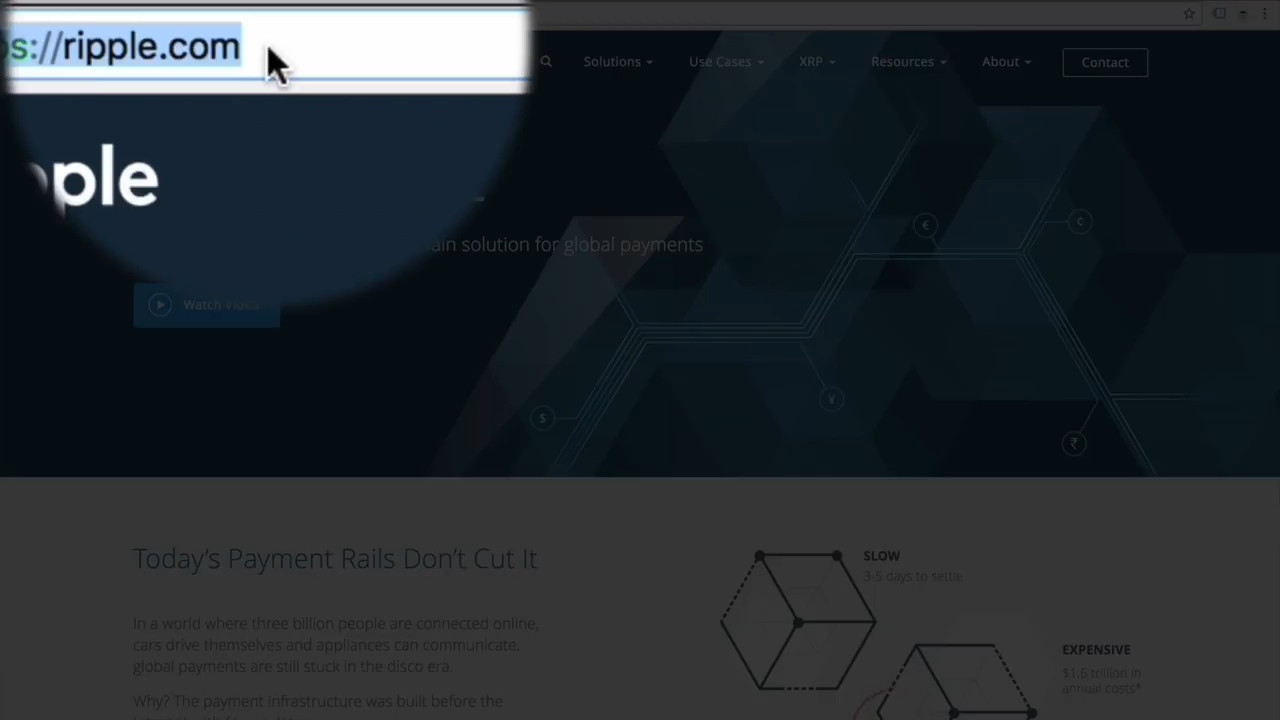 s://ripple.com
Solutions
Use Cases
XRP
Resources
About
Contact
pple
ain solution for global payments
Watch Video
€
¢
$
¥
₹
Today's Payment Rails Don't Cut It
In a world where three billion people are connected online,
cars drive themselves and appliances can communicate,
global payments are still stuck in the disco era.
Why? The payment infrastructure was built before the
SLOW
3-5 days to settle
EXPENSIVE
$1.6 trillion in
annual costs*